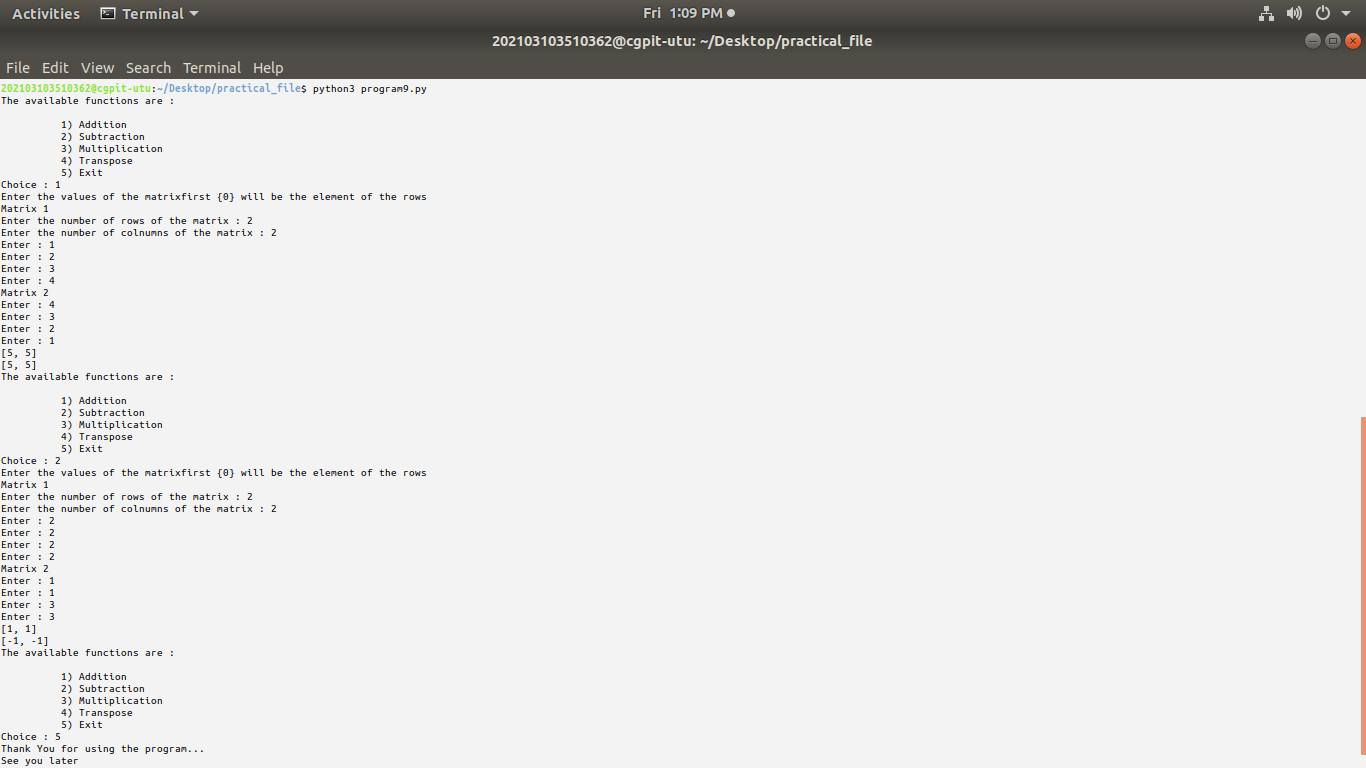 Activities Terminal Fri 1:09 PM
202103103510362@cgpit-utu: ~/Desktop/practical_file
File Edit View Search Terminal Help
202103103510362@cgpit-utu:~/Desktop/practical_file$ python3 program9.py
The available functions are :
1) Addition
2) Subtraction
3) Multiplication
4) Transpose
5) Exit
Choice : 1
Enter the values of the matrixfirst {0} will be the element of the rows
Matrix 1
Enter the number of rows of the matrix : 2
Enter the number of colnumns of the matrix : 2
Enter : 1
Enter : 2
Enter : 3
Enter : 4
Matrix 2
Enter : 4
Enter : 3
Enter : 2
Enter : 1
[5, 5]
[5, 5]
The available functions are :
1) Addition
2) Subtraction
3) Multiplication
4) Transpose
5) Exit
Choice : 2
Enter the values of the matrixfirst {0} will be the element of the rows
Matrix 1
Enter the number of rows of the matrix : 2
Enter the number of colnumns of the matrix : 2
Enter : 2
Enter : 2
Enter : 2
Enter : 2
Matrix 2
Enter : 1
Enter : 1
Enter : 3
Enter : 3
[1, 1]
[-1, -1]
The available functions are :
1) Addition
2) Subtraction
3) Multiplication
4) Transpose
5) Exit
Choice : 5
Thank You for using the program...
See you later